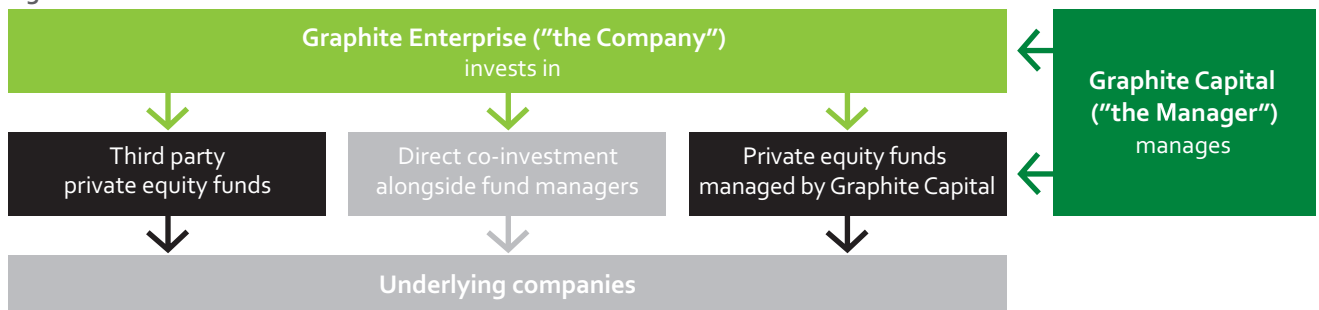 Graphite Enterprise (”the Company”)
invests in
Graphite Capital
(”the Manager”)
manages
Third party
private equity funds
Direct co-investment
alongside fund managers
Private equity funds
managed by Graphite Capital
Underlying companies